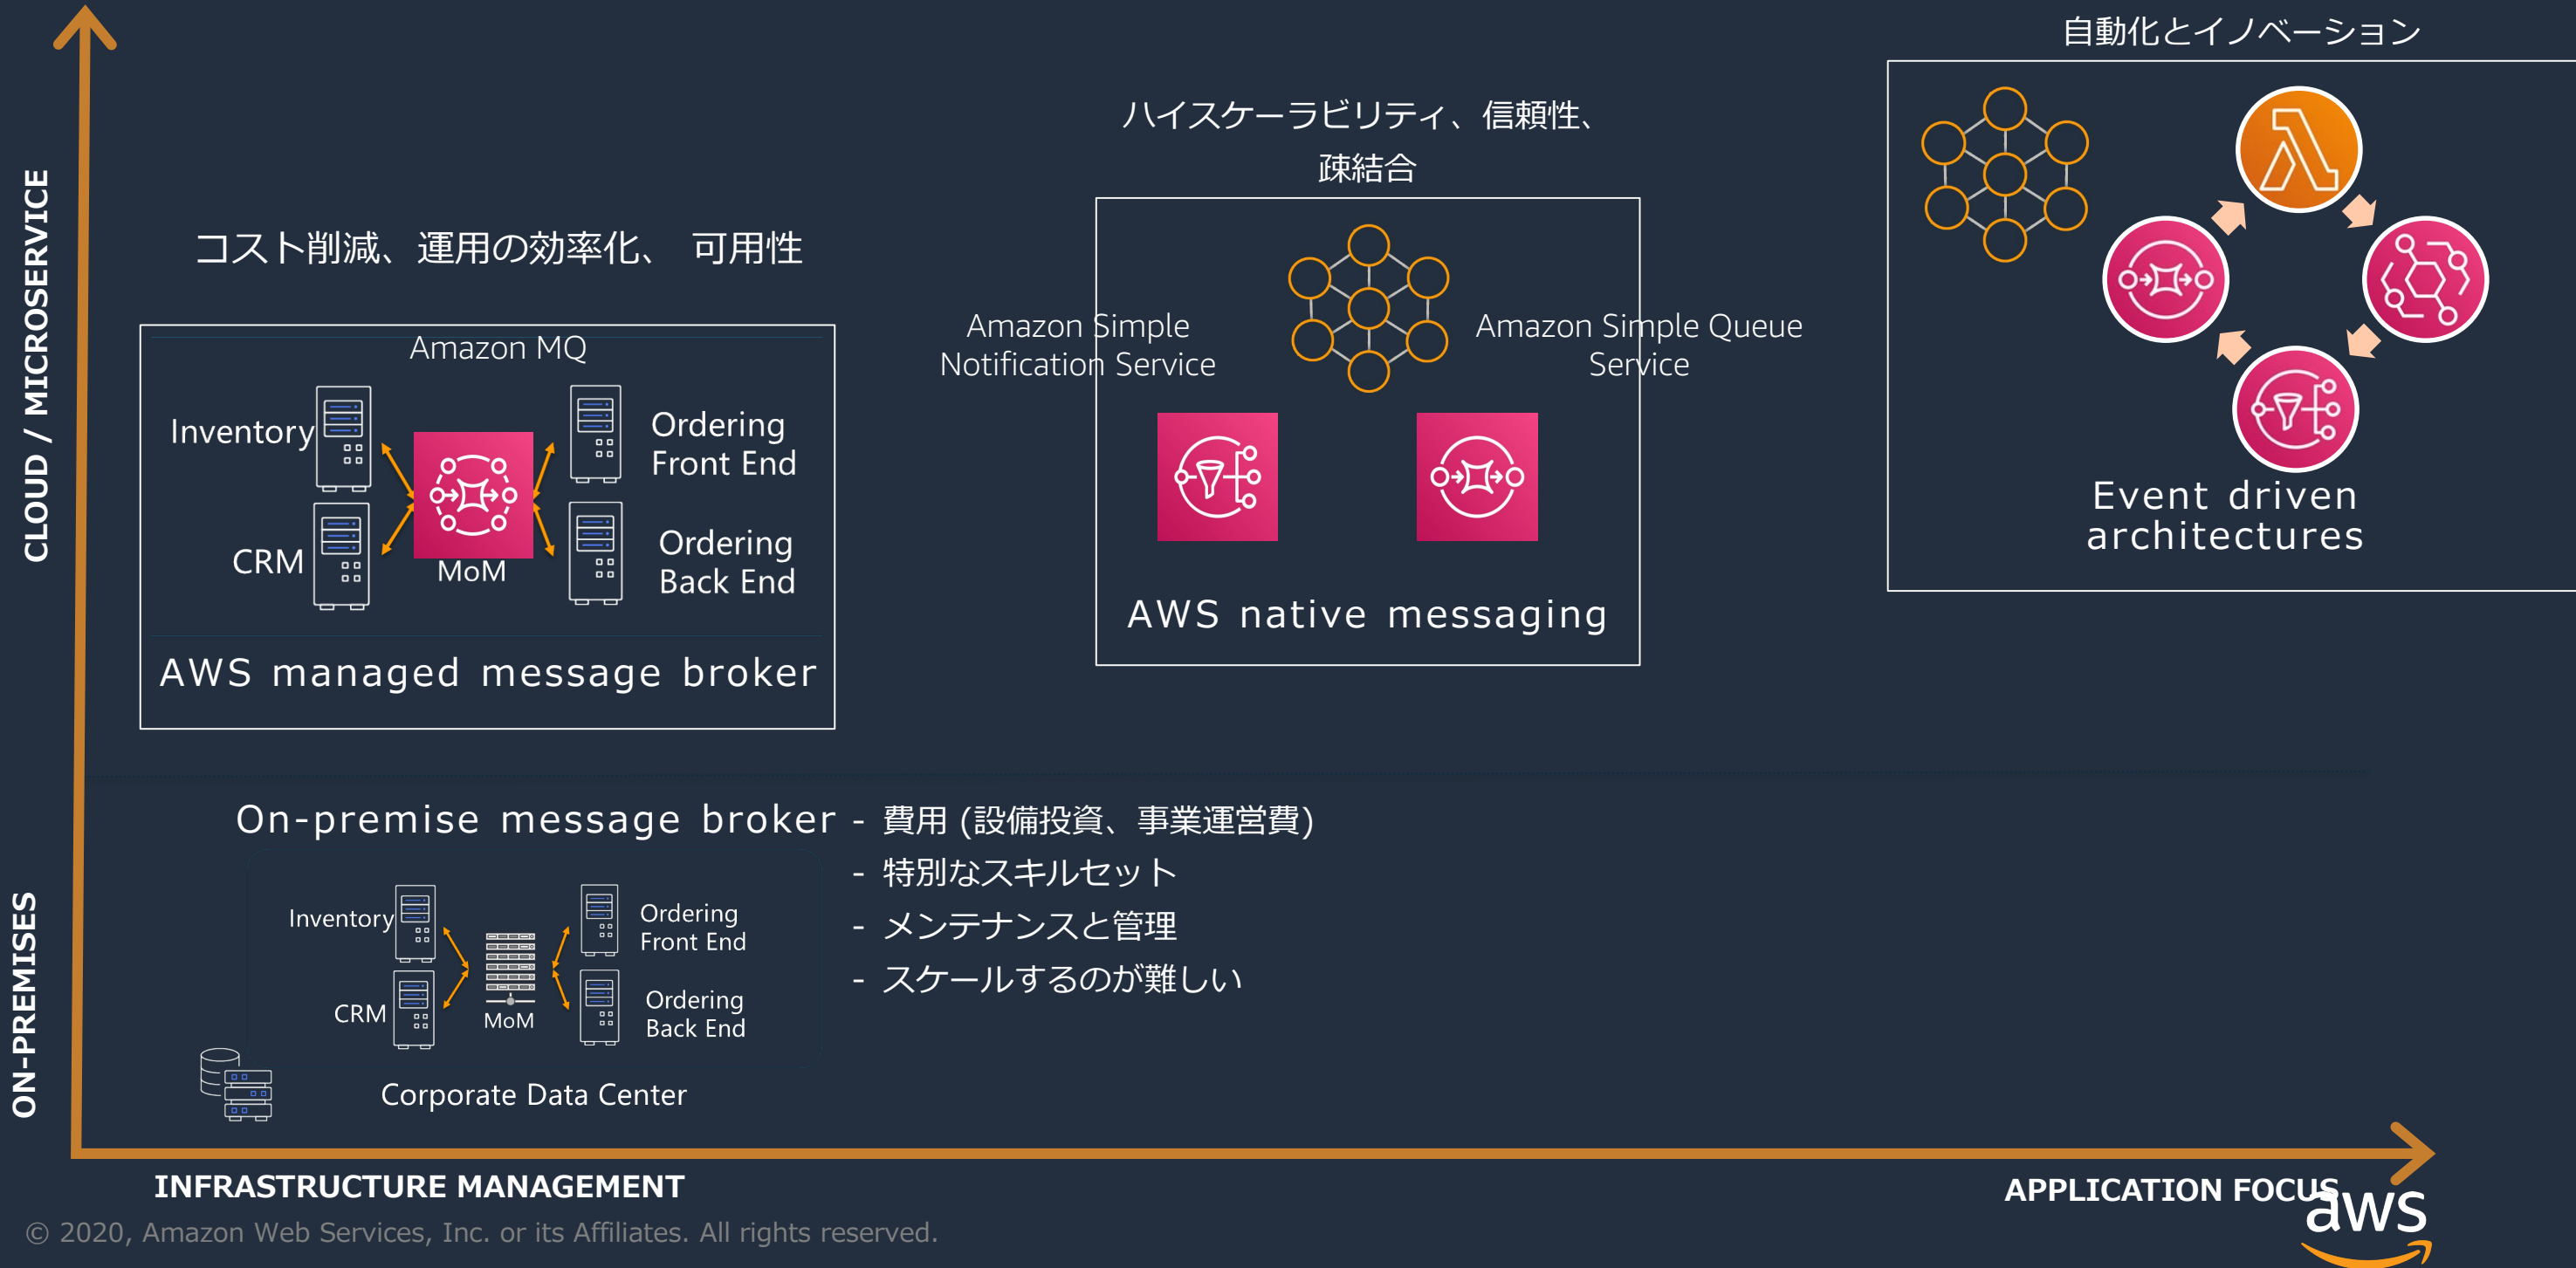 自動化とイノベーション
ハイスケーラビリティ、信頼性、
疎結合
コスト削減、運用の効率化、 可用性
CLOUD / MICROSERVICE
Amazon MQ
Inventory
CRM
MoM
Ordering
Front End
Ordering
Back End
AWS managed message broker
Amazon Simple
Notification Service
Amazon Simple Queue
Service
AWS native messaging
Event driven
architectures
ON-PREMISES
On-premise message broker
Inventory
CRM
MoM
Ordering
Front End
Ordering
Back End
Corporate Data Center
- 費用 (設備投資、事業運営費)
- 特別なスキルセット
- メンテナンスと管理
- スケールするのが難しい
INFRASTRUCTURE MANAGEMENT
APPLICATION FOCUS
© 2020, Amazon Web Services, Inc. or its Affiliates. All rights reserved.
aws